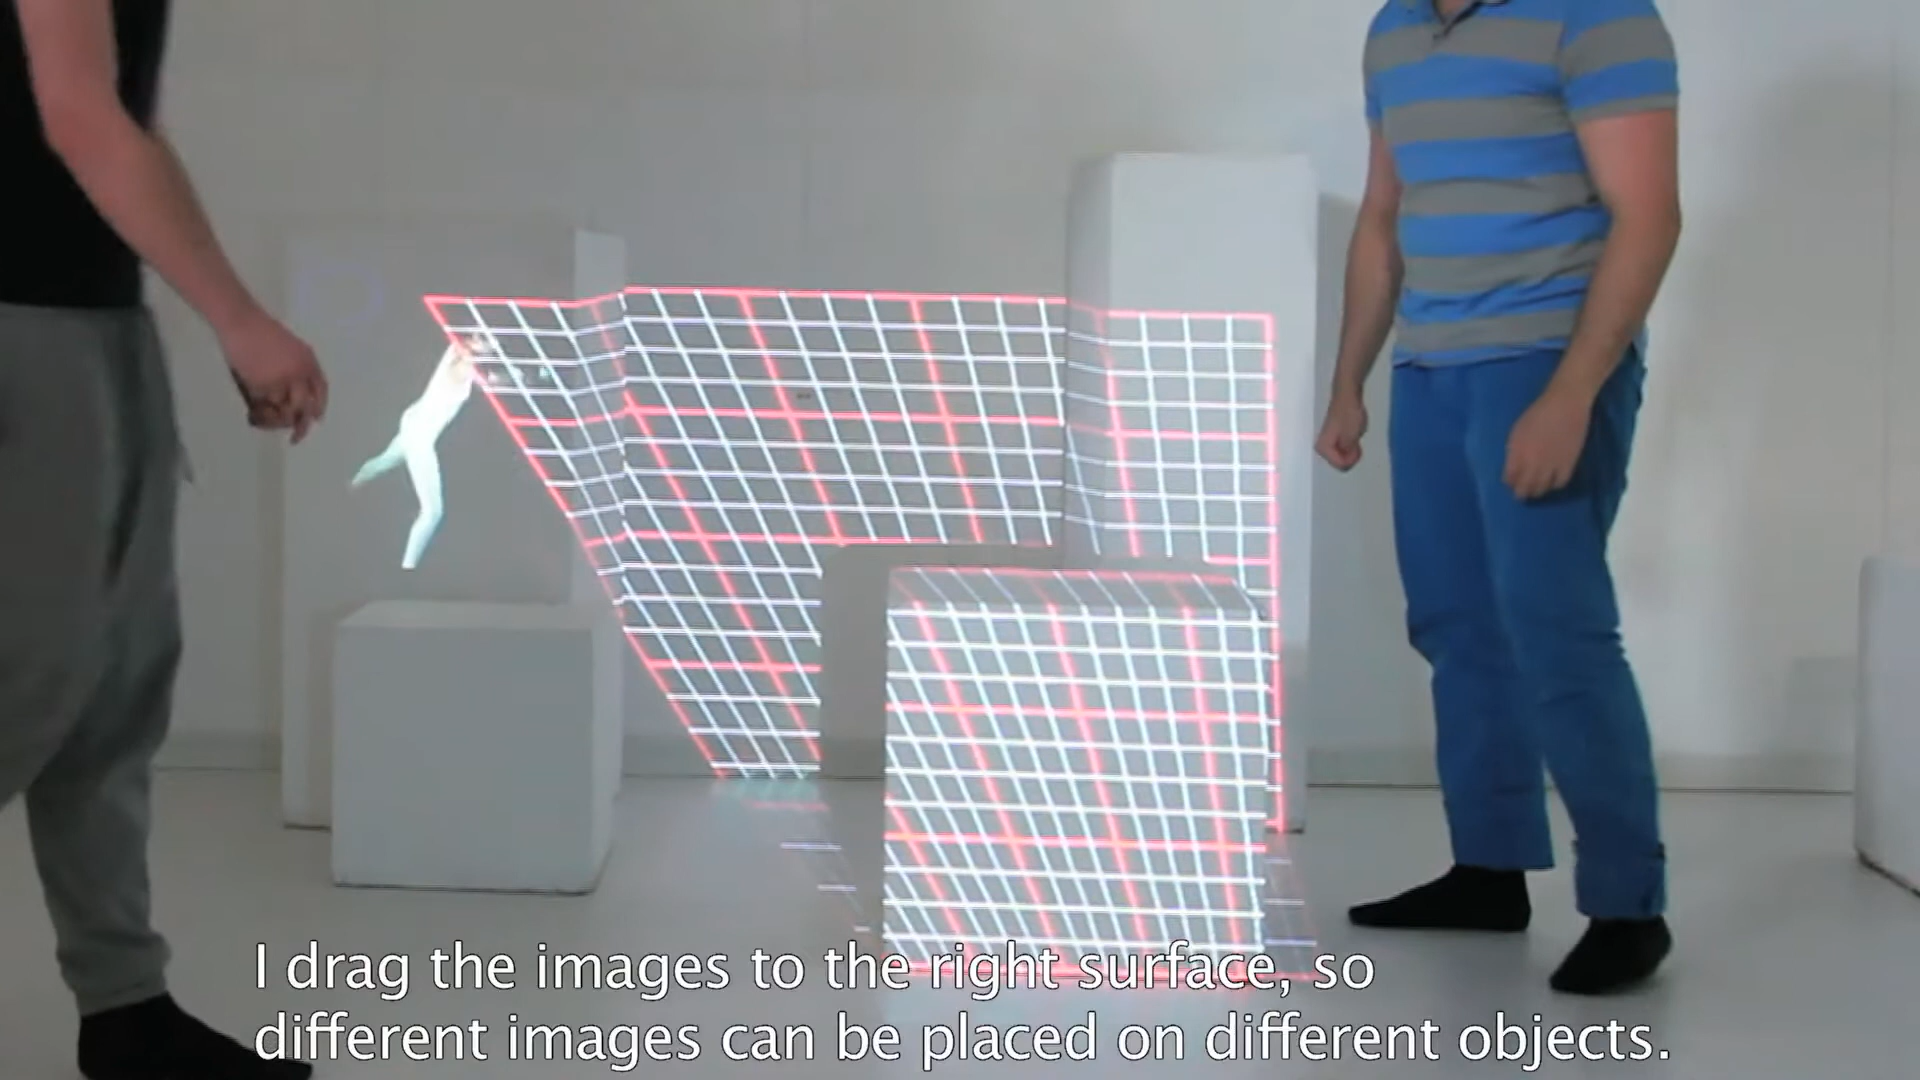 I drag the images to the right surface, so
different images can be placed on different objects.